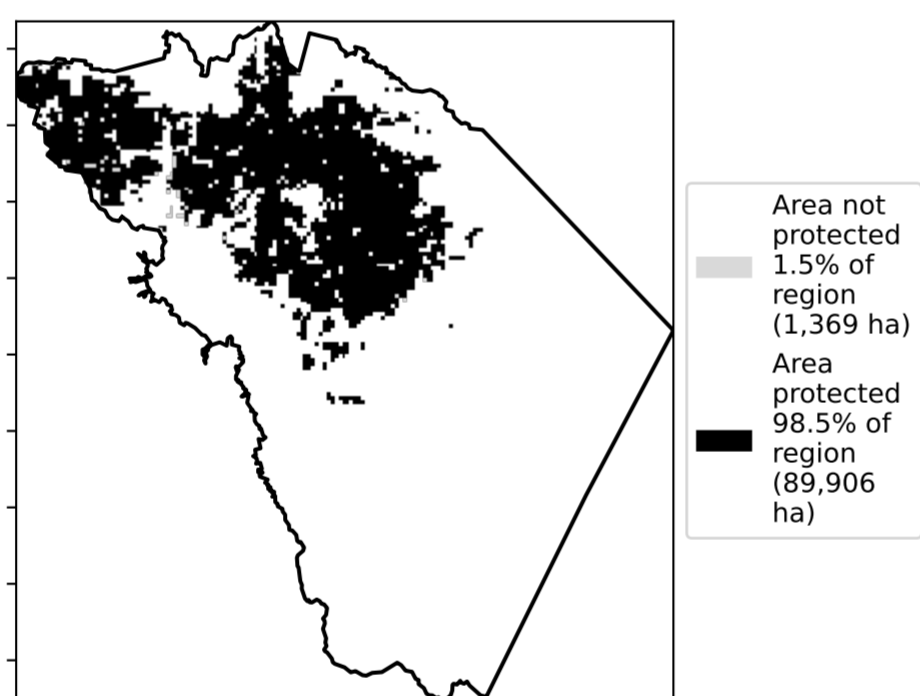 Area not
protected
1.5% of
region
(1,369 ha)
Area
protected
98.5% of
region
(89,906
ha)